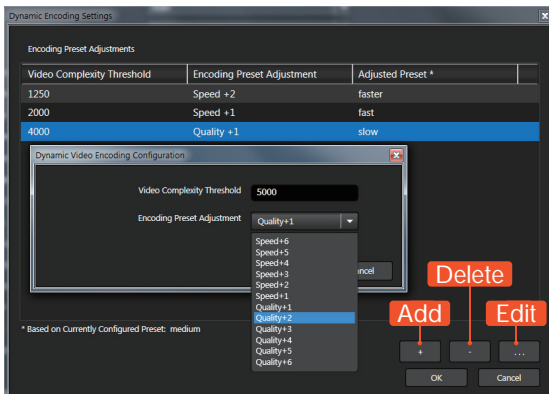 Dynamic Encoding Settings
x
Encoding Preset Adjustments
Video Complexity Threshold Encoding Preset Adjustment Adjusted Preset *
1250 Speed +2 faster
2000 Speed +1 fast
4000 Quality +1 slow
Dynamic Video Encoding Configuration
x
Video Complexity Threshold 5000
Encoding Preset Adjustment Quality+1
Speed+6
Speed+5
Speed+4
Speed+3
Speed+2
Speed+1
Quality+1
Quality+2
Quality+3
Quality+4
Quality+5
Quality+6
ncel
Delete
Add Edit
* Based on Currently Configured Preset: medium
+ - ...
OK Cancel